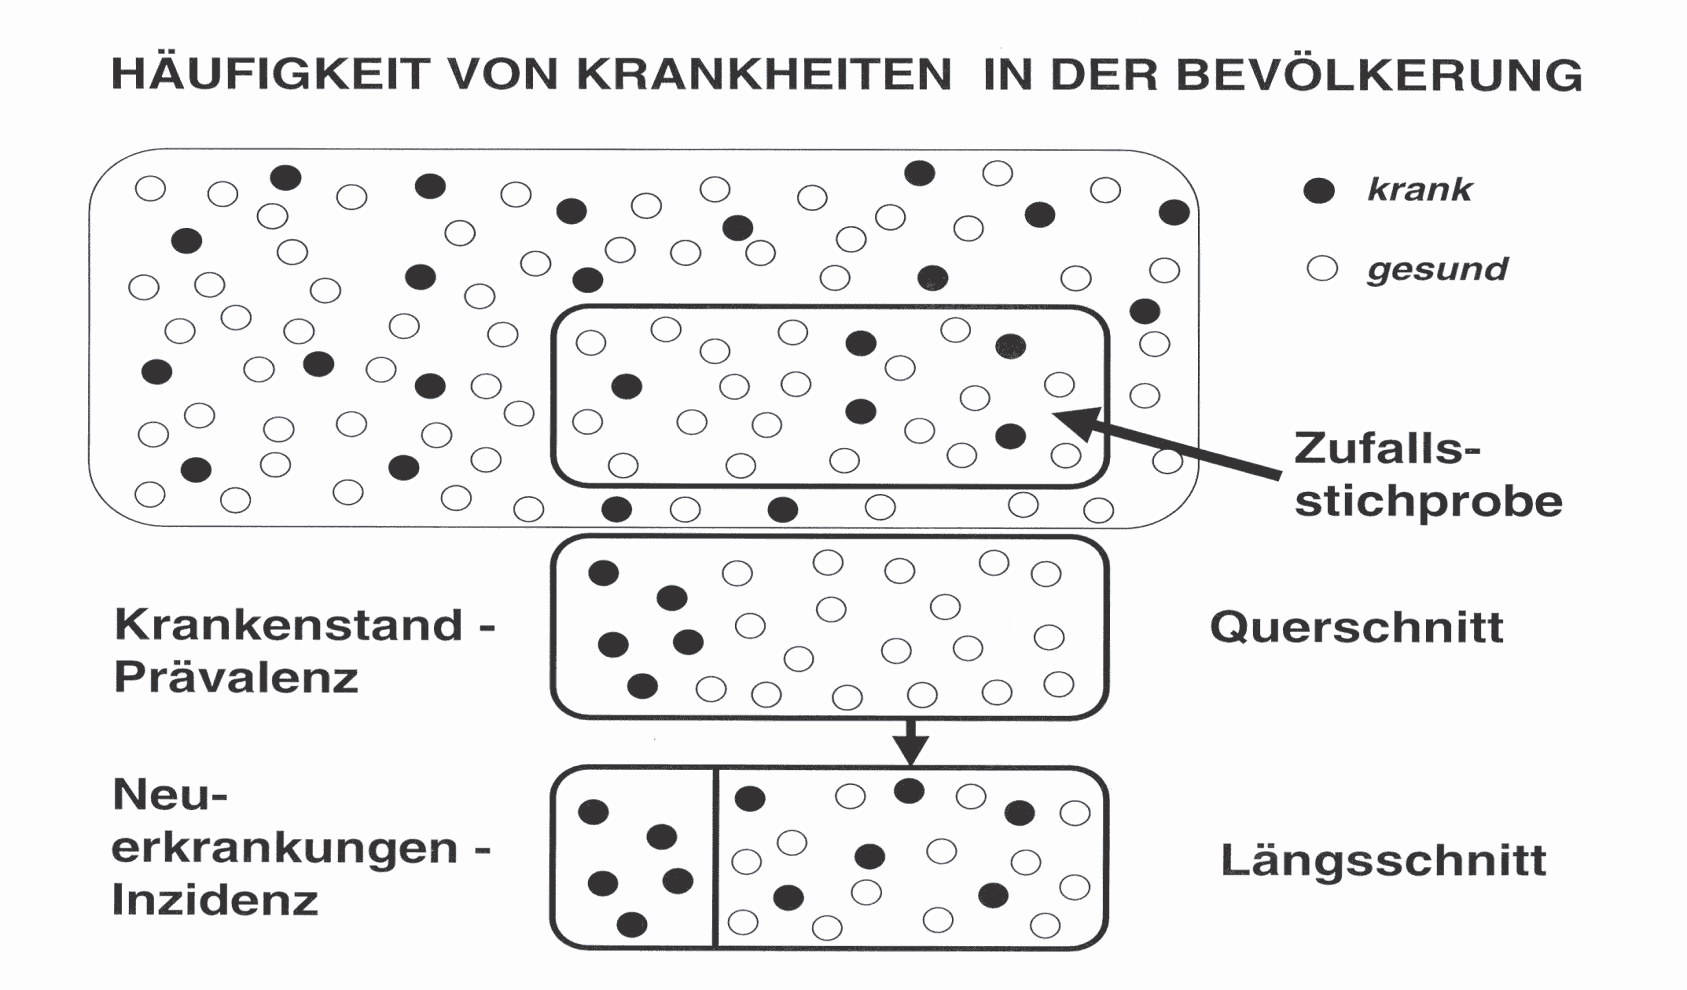 HÄUFIGKEIT VON KRANKHEITEN IN DER BEVÖLKERUNG
krank
gesund
Zufalls-
stichprobe
Krankenstand -
Prävalenz
Querschnitt
Neu-
erkrankungen -
Inzidenz
Längsschnitt